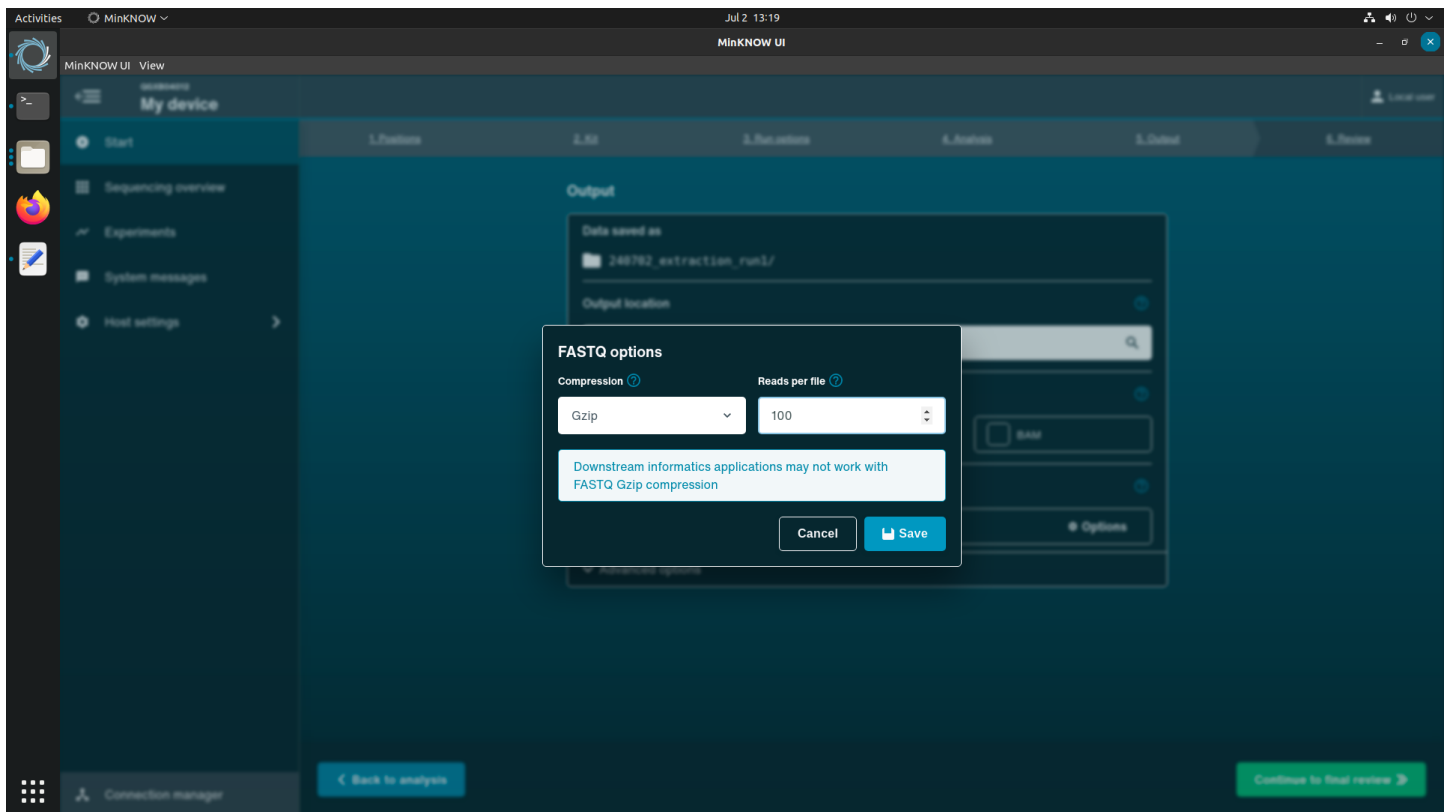 Activities MinKNOW Jul 2 13:19
MinKNOW UI
MinKNOW UI View
My device Local user
Start 1. Positions 2. Kit 3. Run options 4. Analysis 5. Output 6. Review
Sequencing overview
Output
Experiments
Data saved as
240702_extraction_run1/
System messages
Output location
Host settings
FASTQ options
Compression ? Reads per file ?
Gzip 100
BAM
Downstream informatics applications may not work with
FASTQ Gzip compression
Cancel Save
Options
Advanced options
Back to analysis Continue to final review
Connection manager